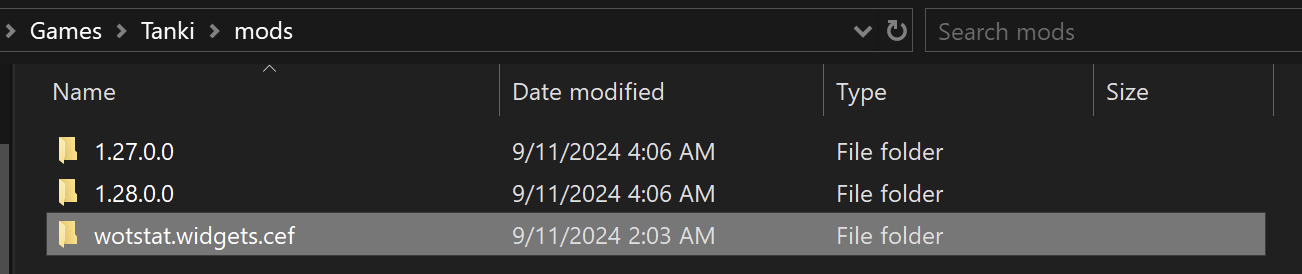 Games Tanki mods Search mods
Name Date modified Type Size
1.27.0.0 9/11/2024 4:06 AM File folder
1.28.0.0 9/11/2024 4:06 AM File folder
wotstat.widgets.cef 9/11/2024 2:03 AM File folder